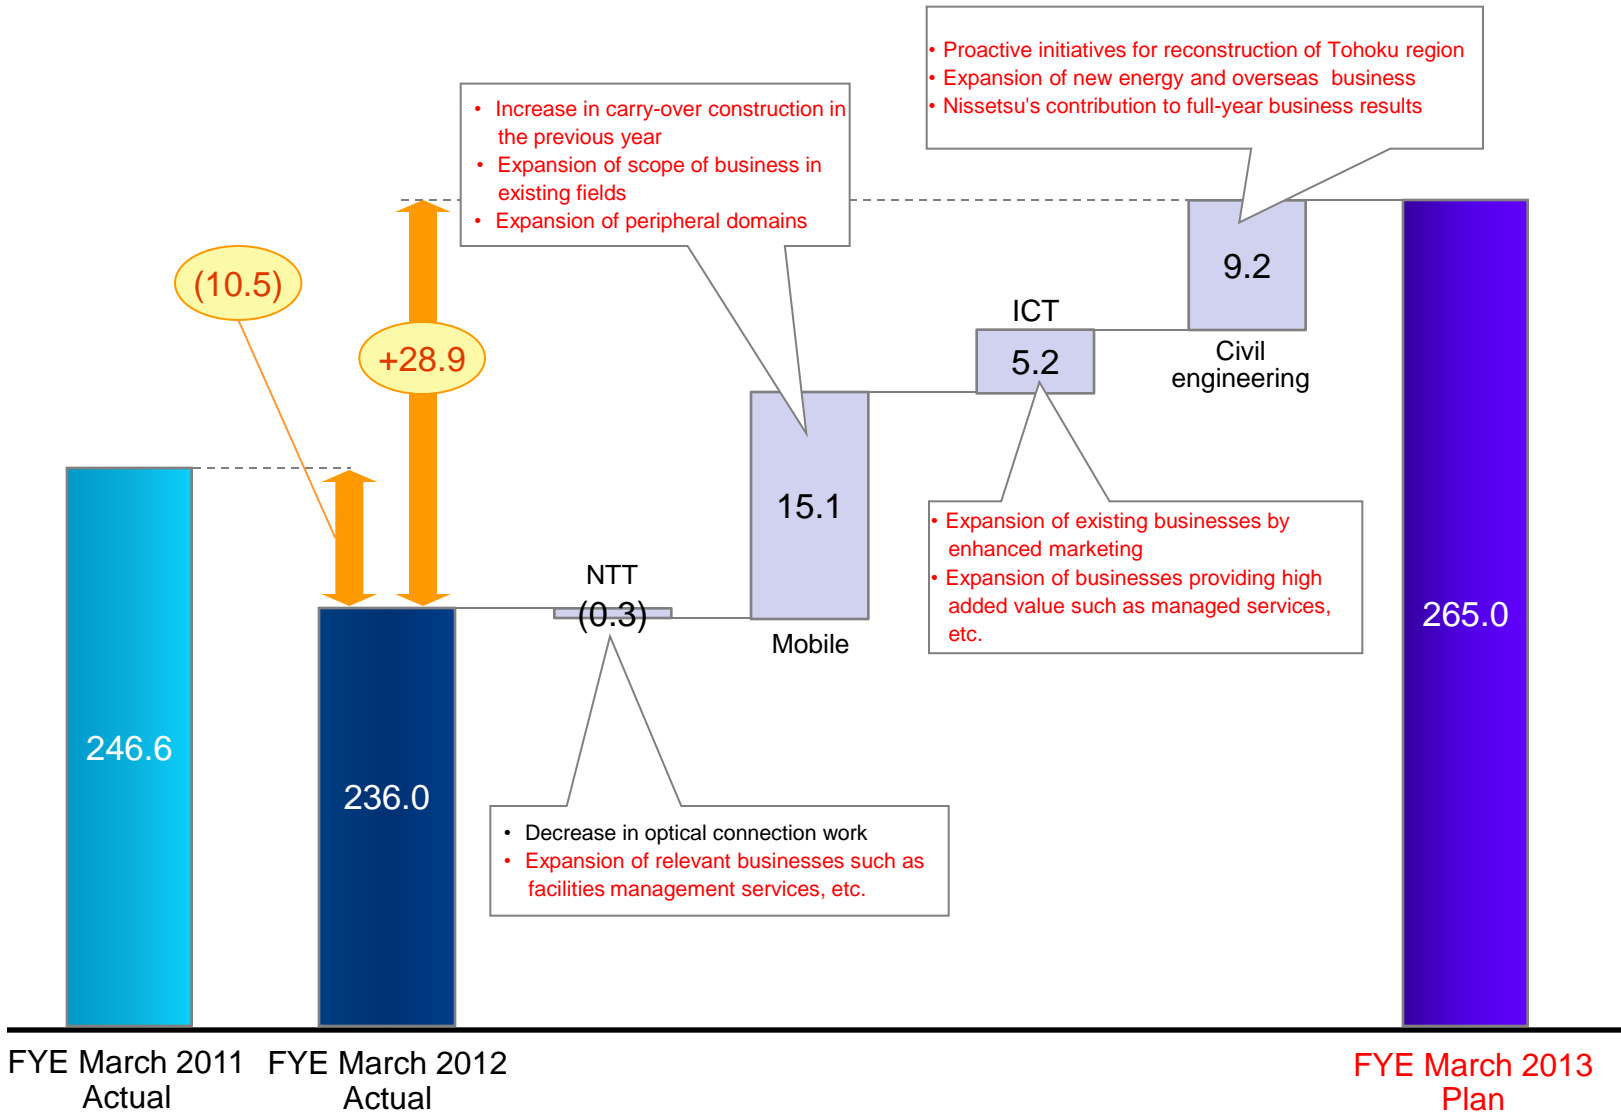 • Proactive initiatives for reconstruction of Tohoku region
• Expansion of new energy and overseas business
• Nissetsu's contribution to full-year business results
• Increase in carry-over construction in
the previous year
• Expansion of scope of business in
existing fields
• Expansion of peripheral domains
(10.5)
+28.9
9.2
Civil
engineering
ICT
5.2
15.1
Mobile
NTT
(0.3)
• Expansion of existing businesses by
enhanced marketing
• Expansion of businesses providing high
added value such as managed services,
etc.
246.6
236.0
265.0
• Decrease in optical connection work
• Expansion of relevant businesses such as
facilities management services, etc.
FYE March 2011
Actual
FYE March 2012
Actual
FYE March 2013
Plan